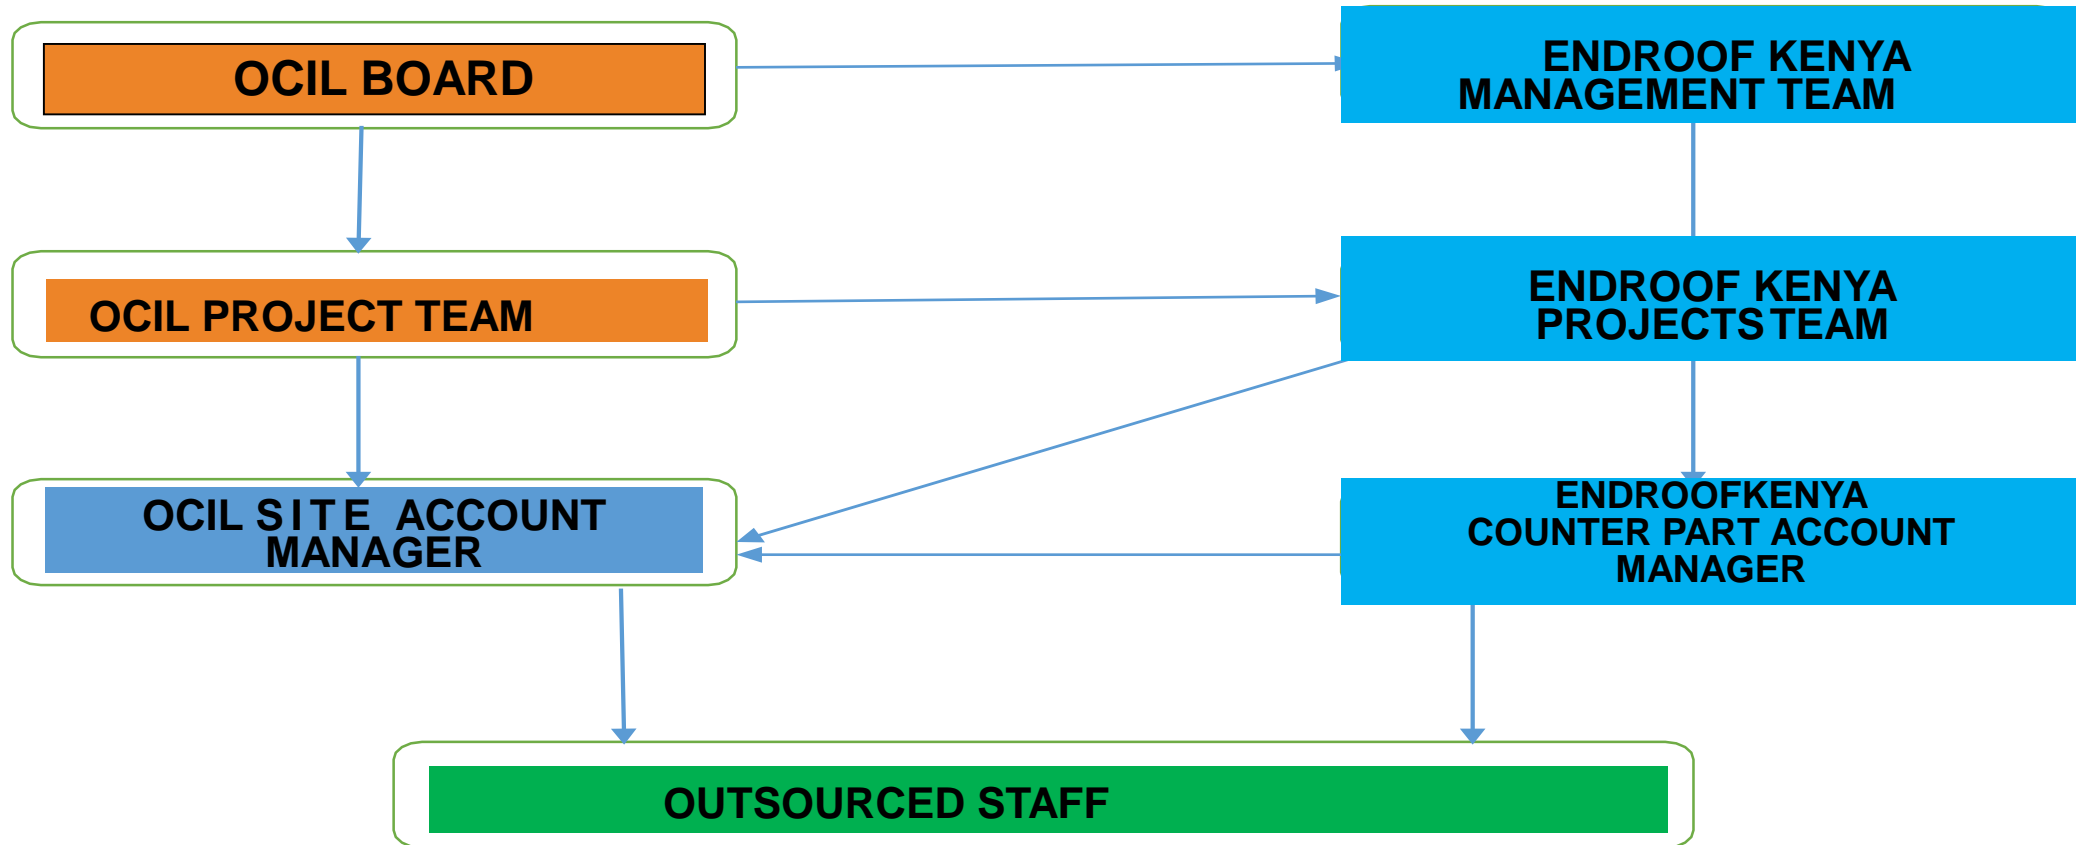 OCIL BOARD
ENDROOF KENYA
MANAGEMENT TEAM
OCIL PROJECT TEAM
ENDROOF KENYA
PROJECTS TEAM
OCIL SITE ACCOUNT
MANAGER
ENDROOFKENYA
COUNTER PART ACCOUNT
MANAGER
OUTSOURCED STAFF